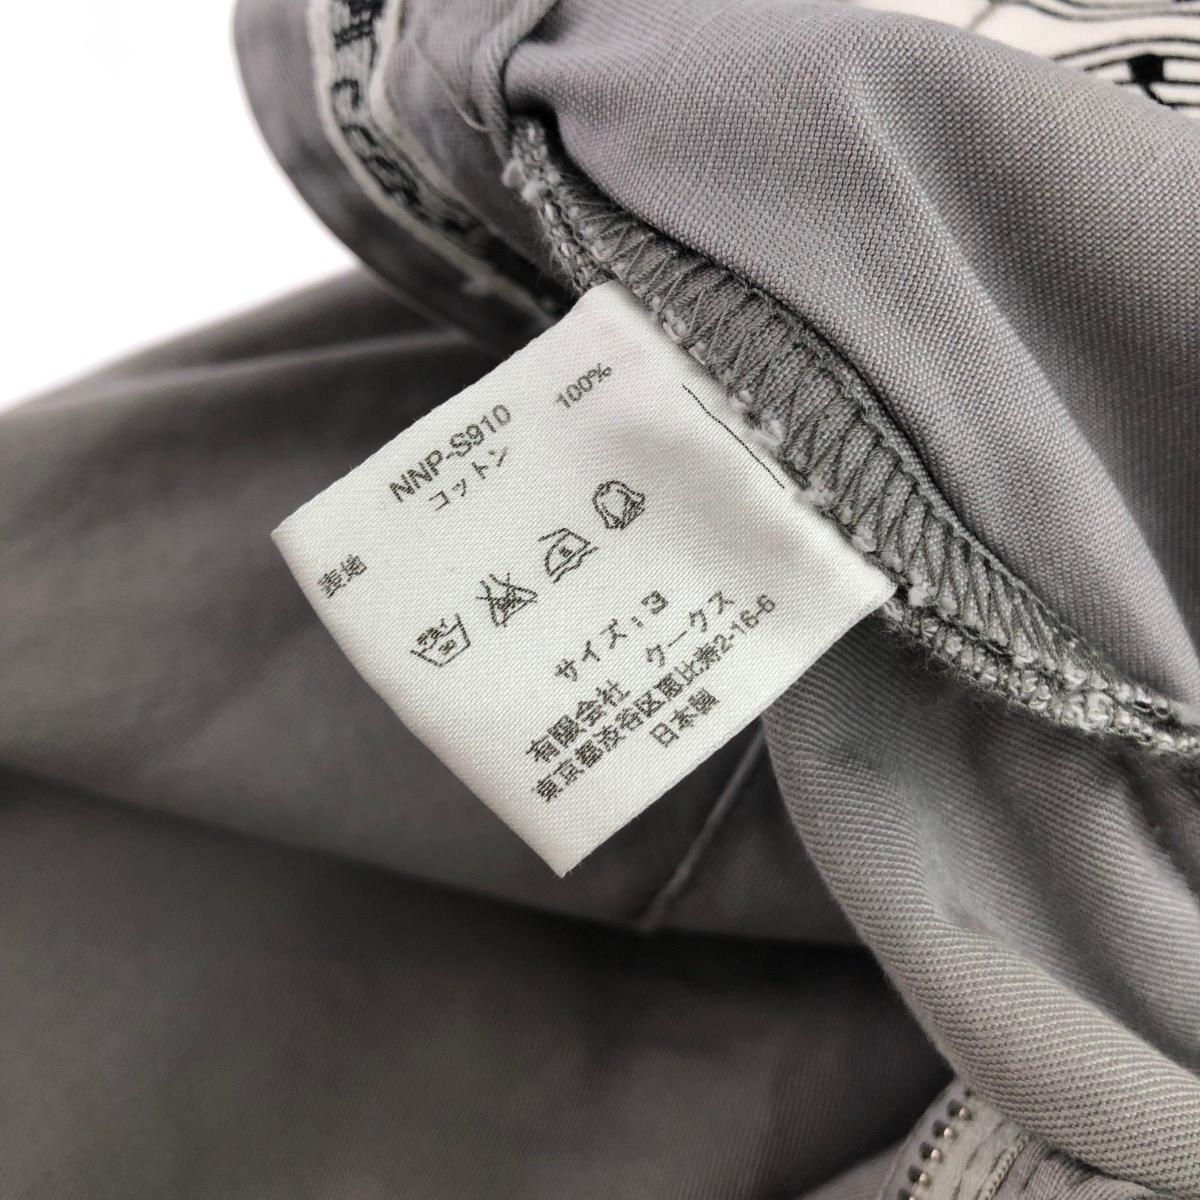 NNP-S910
表地
コットン 100%
サイズ：3
有限会社 クークス
東京都渋谷区恵比寿2-16-6
日本製